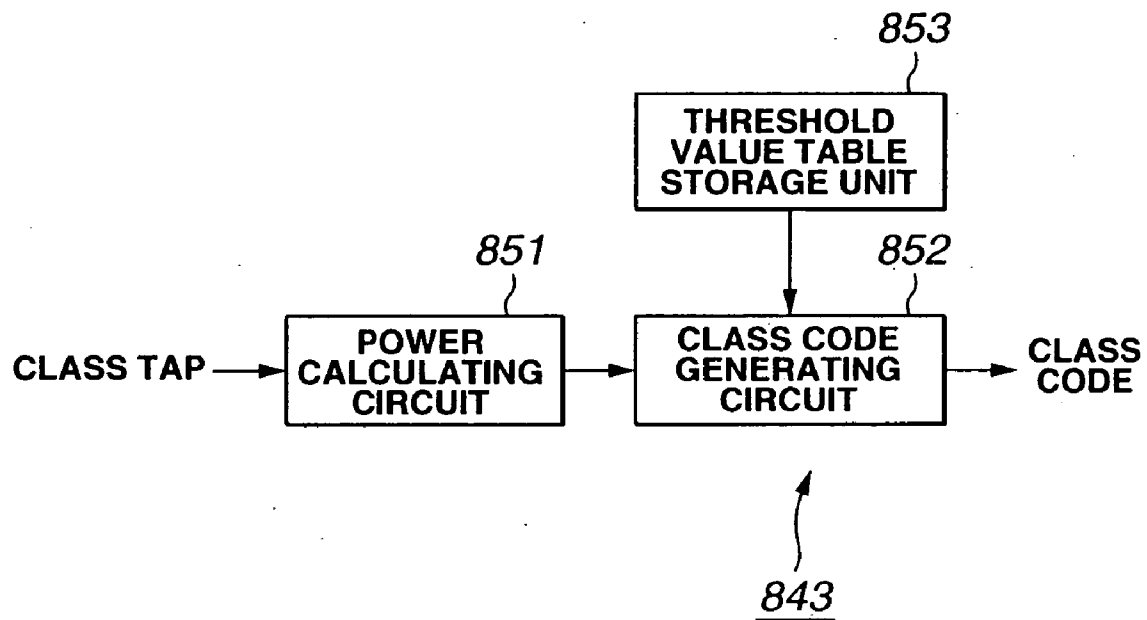 853
THRESHOLD
VALUE TABLE
STORAGE UNIT
851
852
CLASS TAP
POWER
CALCULATING
CIRCUIT
CLASS CODE
GENERATING
CIRCUIT
CLASS
CODE
843